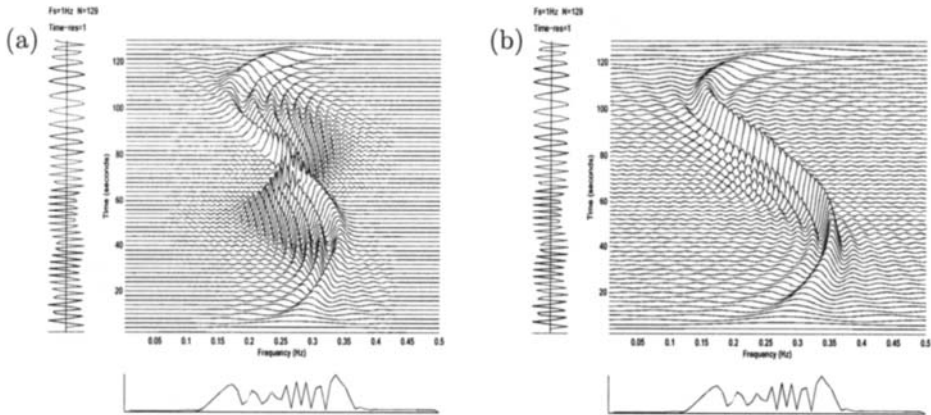 (a)
Fs=1Hz N=129
Time-res=1
Time (seconds)
120
100
80
60
40
20
0.05 0.1 0.15 0.2 0.25 0.3 0.35 0.4 0.45 0.5
Frequency (Hz)
(b)
Fs=1Hz N=129
Time-res=1
Time (seconds)
120
100
80
60
40
20
0.05 0.1 0.15 0.2 0.25 0.3 0.35 0.4 0.45 0.5
Frequency (Hz)